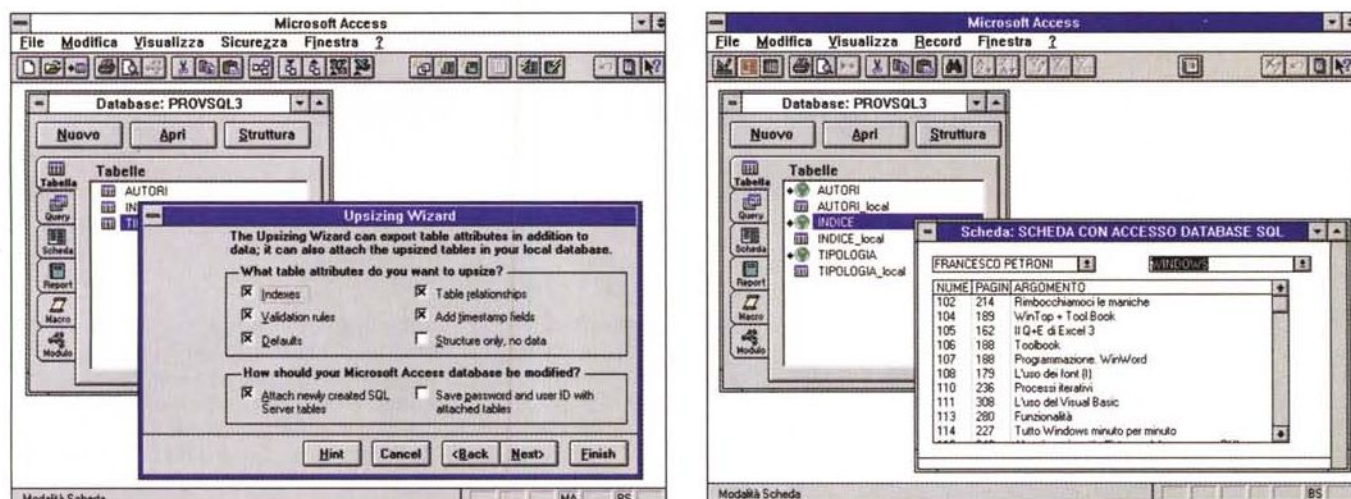 Microsoft Access
File Modifica Visualizza Sicurezza Finestra ?
Database: PROVSQL3
Nuovo Apri Struttura
Tabella
Query
Scheda
Report
Macro
Modulo
Tabelle
AUTORI
IN
TI
Upsizing Wizard
The Upsizing Wizard can export table attributes in addition to
data; it can also attach the upsized tables in your local database.
What table attributes do you want to upsize?
Indexes
Validation rules
Defaults
Table relationships
Add timestamp fields
Structure only, no data
How should your Microsoft Access database be modified?
Attach newly created SQL
Server tables
Save password and user ID with
attached tables
Hint Cancel <Back Next> Finish
Modalità Scheda
MA BS
Microsoft Access
File Modifica Visualizza Record Finestra ?
Database: PROVSQL3
Nuovo Apri Struttura
Tabella
Query
Scheda
Report
Macro
Modulo
Tabelle
AUTORI
AUTORI_local
INDICE
INDICE_local
TIPOLOGIA
TIPOLOGIA_local
Scheda: SCHEDA CON ACCESSO DATABASE SQL
FRANCESCO PETRONI WINDOWS
NUME PAGIN ARGOMENTO
102 214 Rimbocchiamoci le maniche
104 189 WinTop + Tool Book
105 162 Il Q+E di Excel 3
106 188 Toolbook
107 188 Programmazione. WinWord
108 179 L'uso dei font (I)
110 236 Processi iterativi
111 308 L'uso del Visual Basic
113 280 Funzionalità
114 227 Tutto Windows minuto per minuto
Modalità Scheda
BS